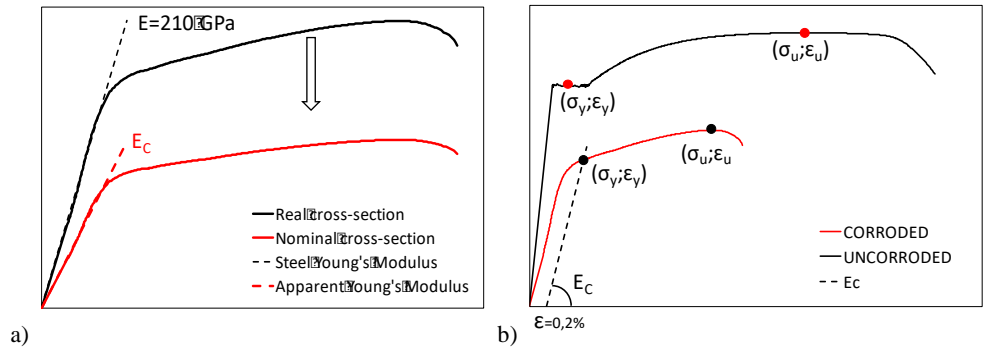 E=210 GPa
E_C
Real cross-section
Nominal cross-section
Steel Young's Modulus
Apparent Young's Modulus
a)
(σ_u;ε_u)
(σ_y;ε_y)
(σ_u;ε_u
(σ_y;ε_y)
CORRODED
UNCORRODED
Ec
E_C
ε=0,2%
b)